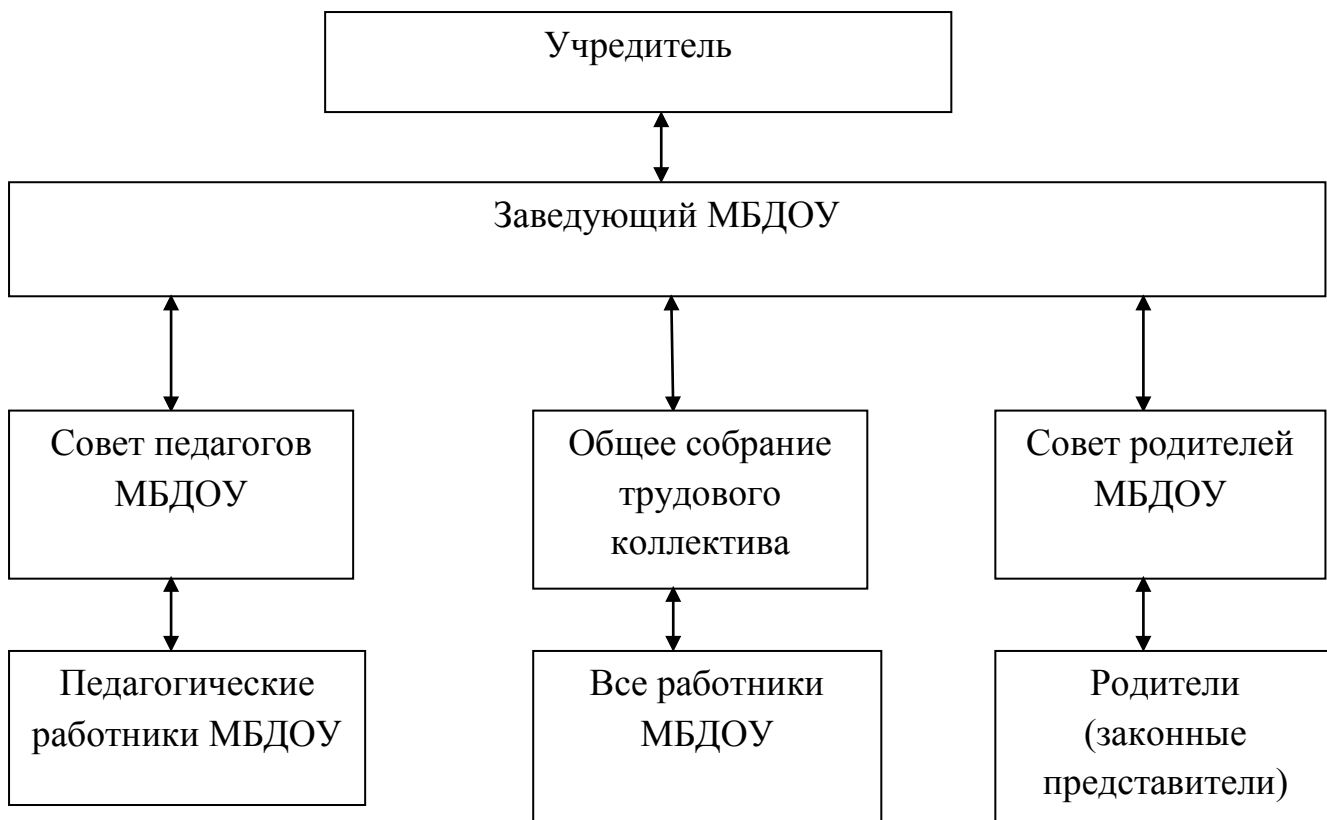 Учредитель
Заведующий МБДОУ
Совет педагогов
МБДОУ
Общее собрание
трудового
коллектива
Совет родителей
МБДОУ
Педагогические
работники МБДОУ
Все работники
МБДОУ
Родители
(законные
представители)